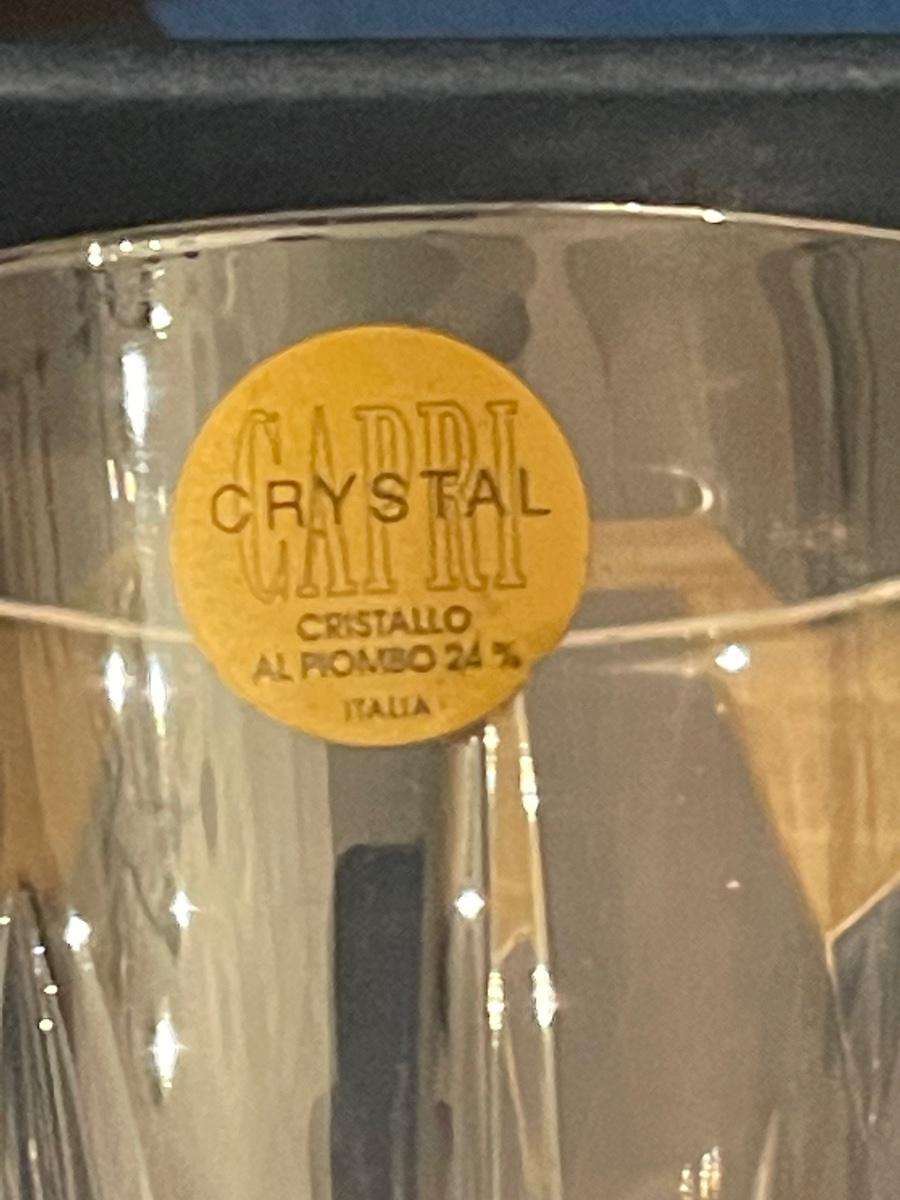 CAPRI
CRYSTAL
CRISTALLO
AL PIOMBO 24 %
ITALIA